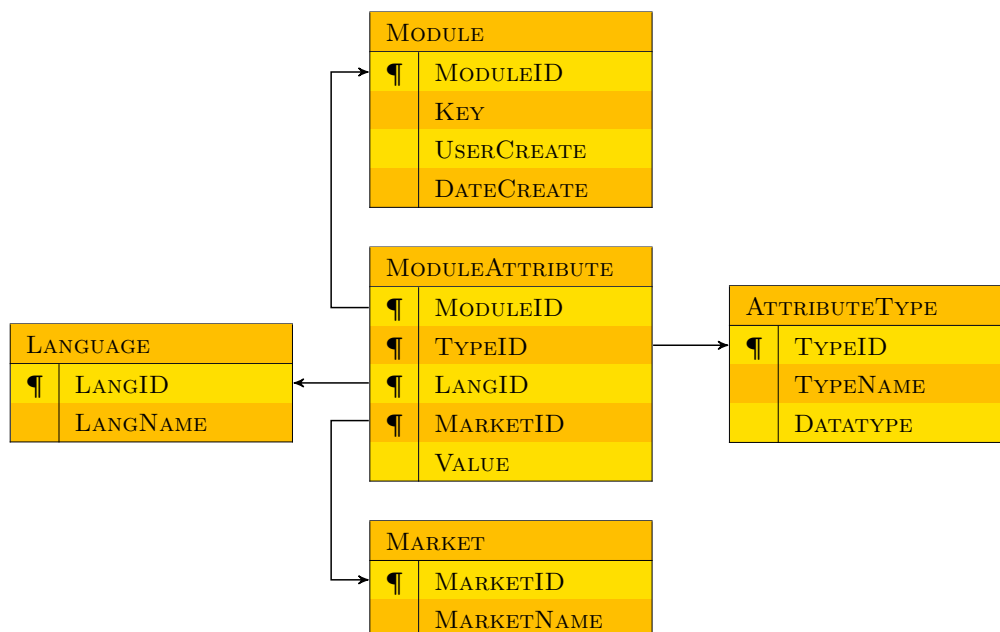 Module
¶ ModuleID
Key
UserCreate
DateCreate
ModuleAttribute
¶ ModuleID
¶ TypeID
¶ LangID
¶ MarketID
Value
AttributeType
¶ TypeID
TypeName
Datatype
Language
¶ LangID
LangName
Market
¶ MarketID
MarketName